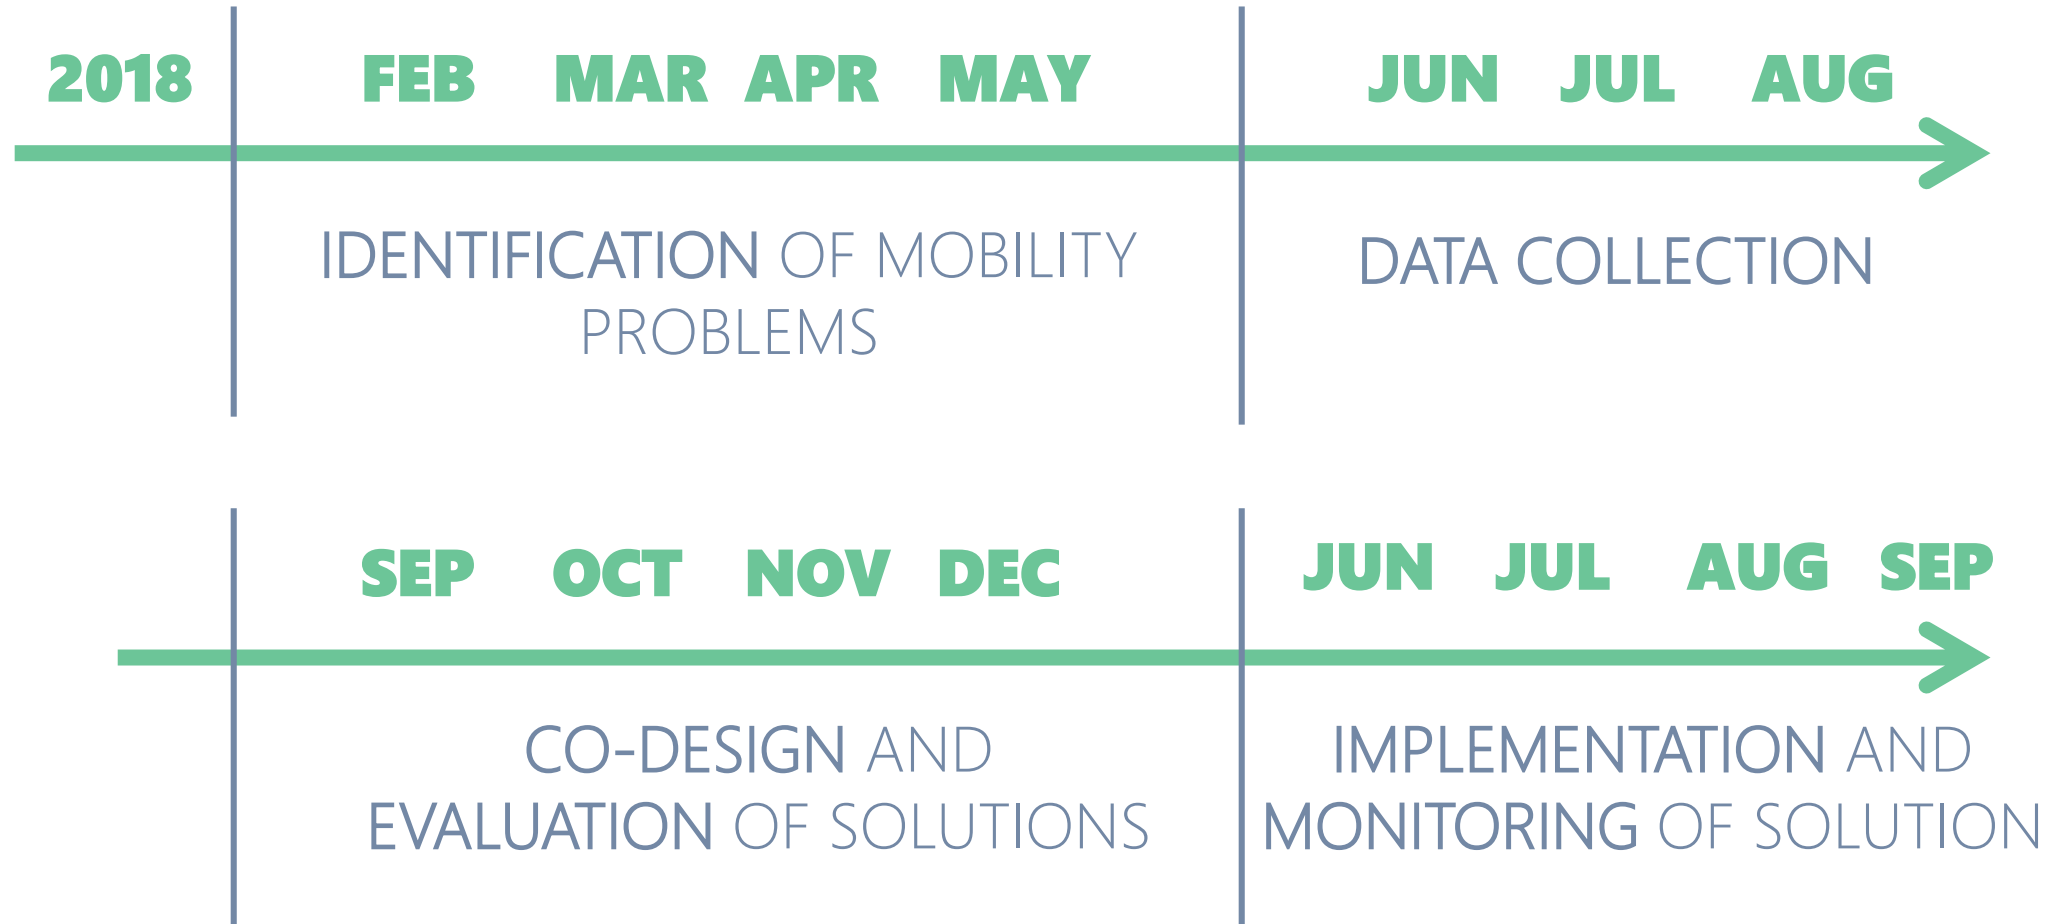 2018 FEB MAR APR MAY JUN JUL AUG
IDENTIFICATION OF MOBILITY
PROBLEMS
DATA COLLECTION
SEP OCT NOV DEC JUN JUL AUG SEP
CO-DESIGN AND
EVALUATION OF SOLUTIONS
IMPLEMENTATION AND
MONITORING OF SOLUTION